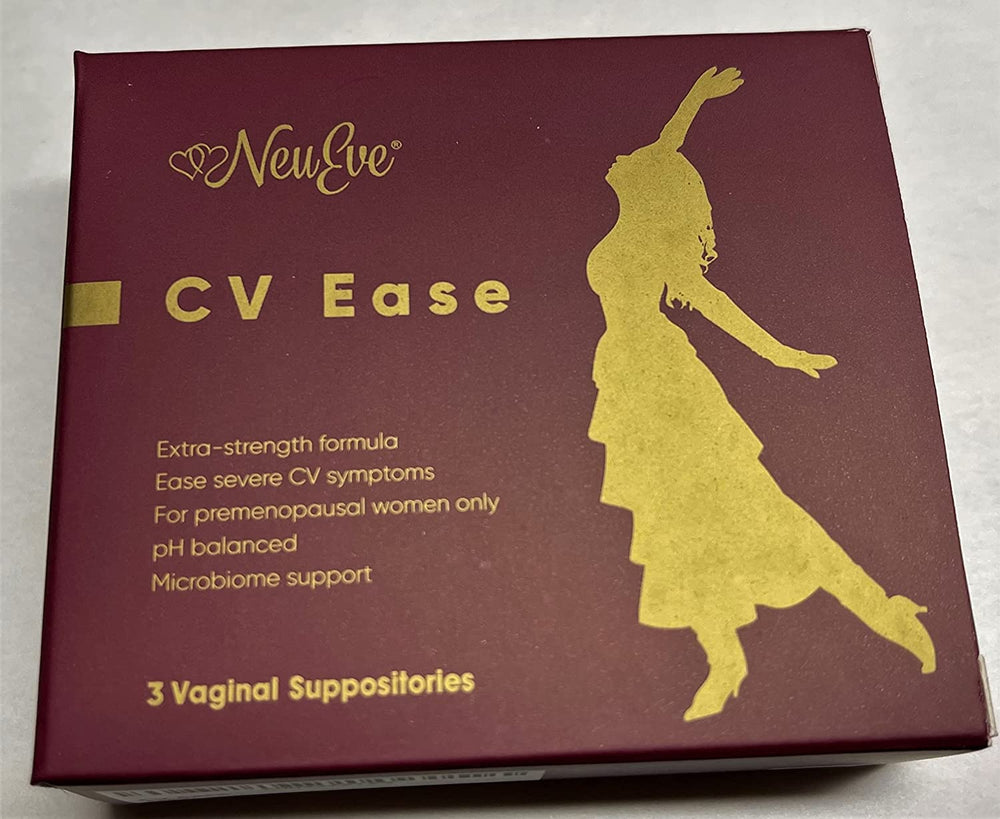 NeuEve®
CV Ease
Extra-strength formula
Ease severe CV symptoms
For premenopausal women only
pH balanced
Microbiome support
3 Vaginal Suppositories